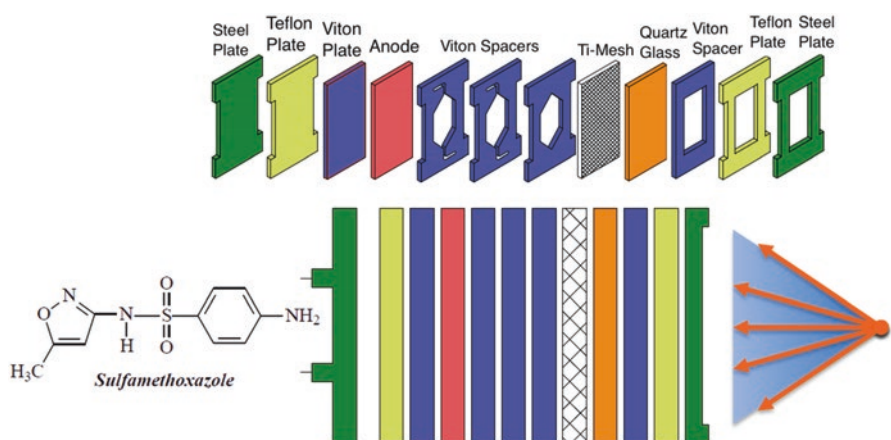 Steel
Plate
Teflon
Plate
Viton
Plate
Anode
Viton Spacers
Ti-Mesh
Quartz
Glass
Viton
Spacer
Teflon
Plate
Steel
Plate
O
N
N
H
O
S
O
NH2
H3C
Sulfamethoxazole